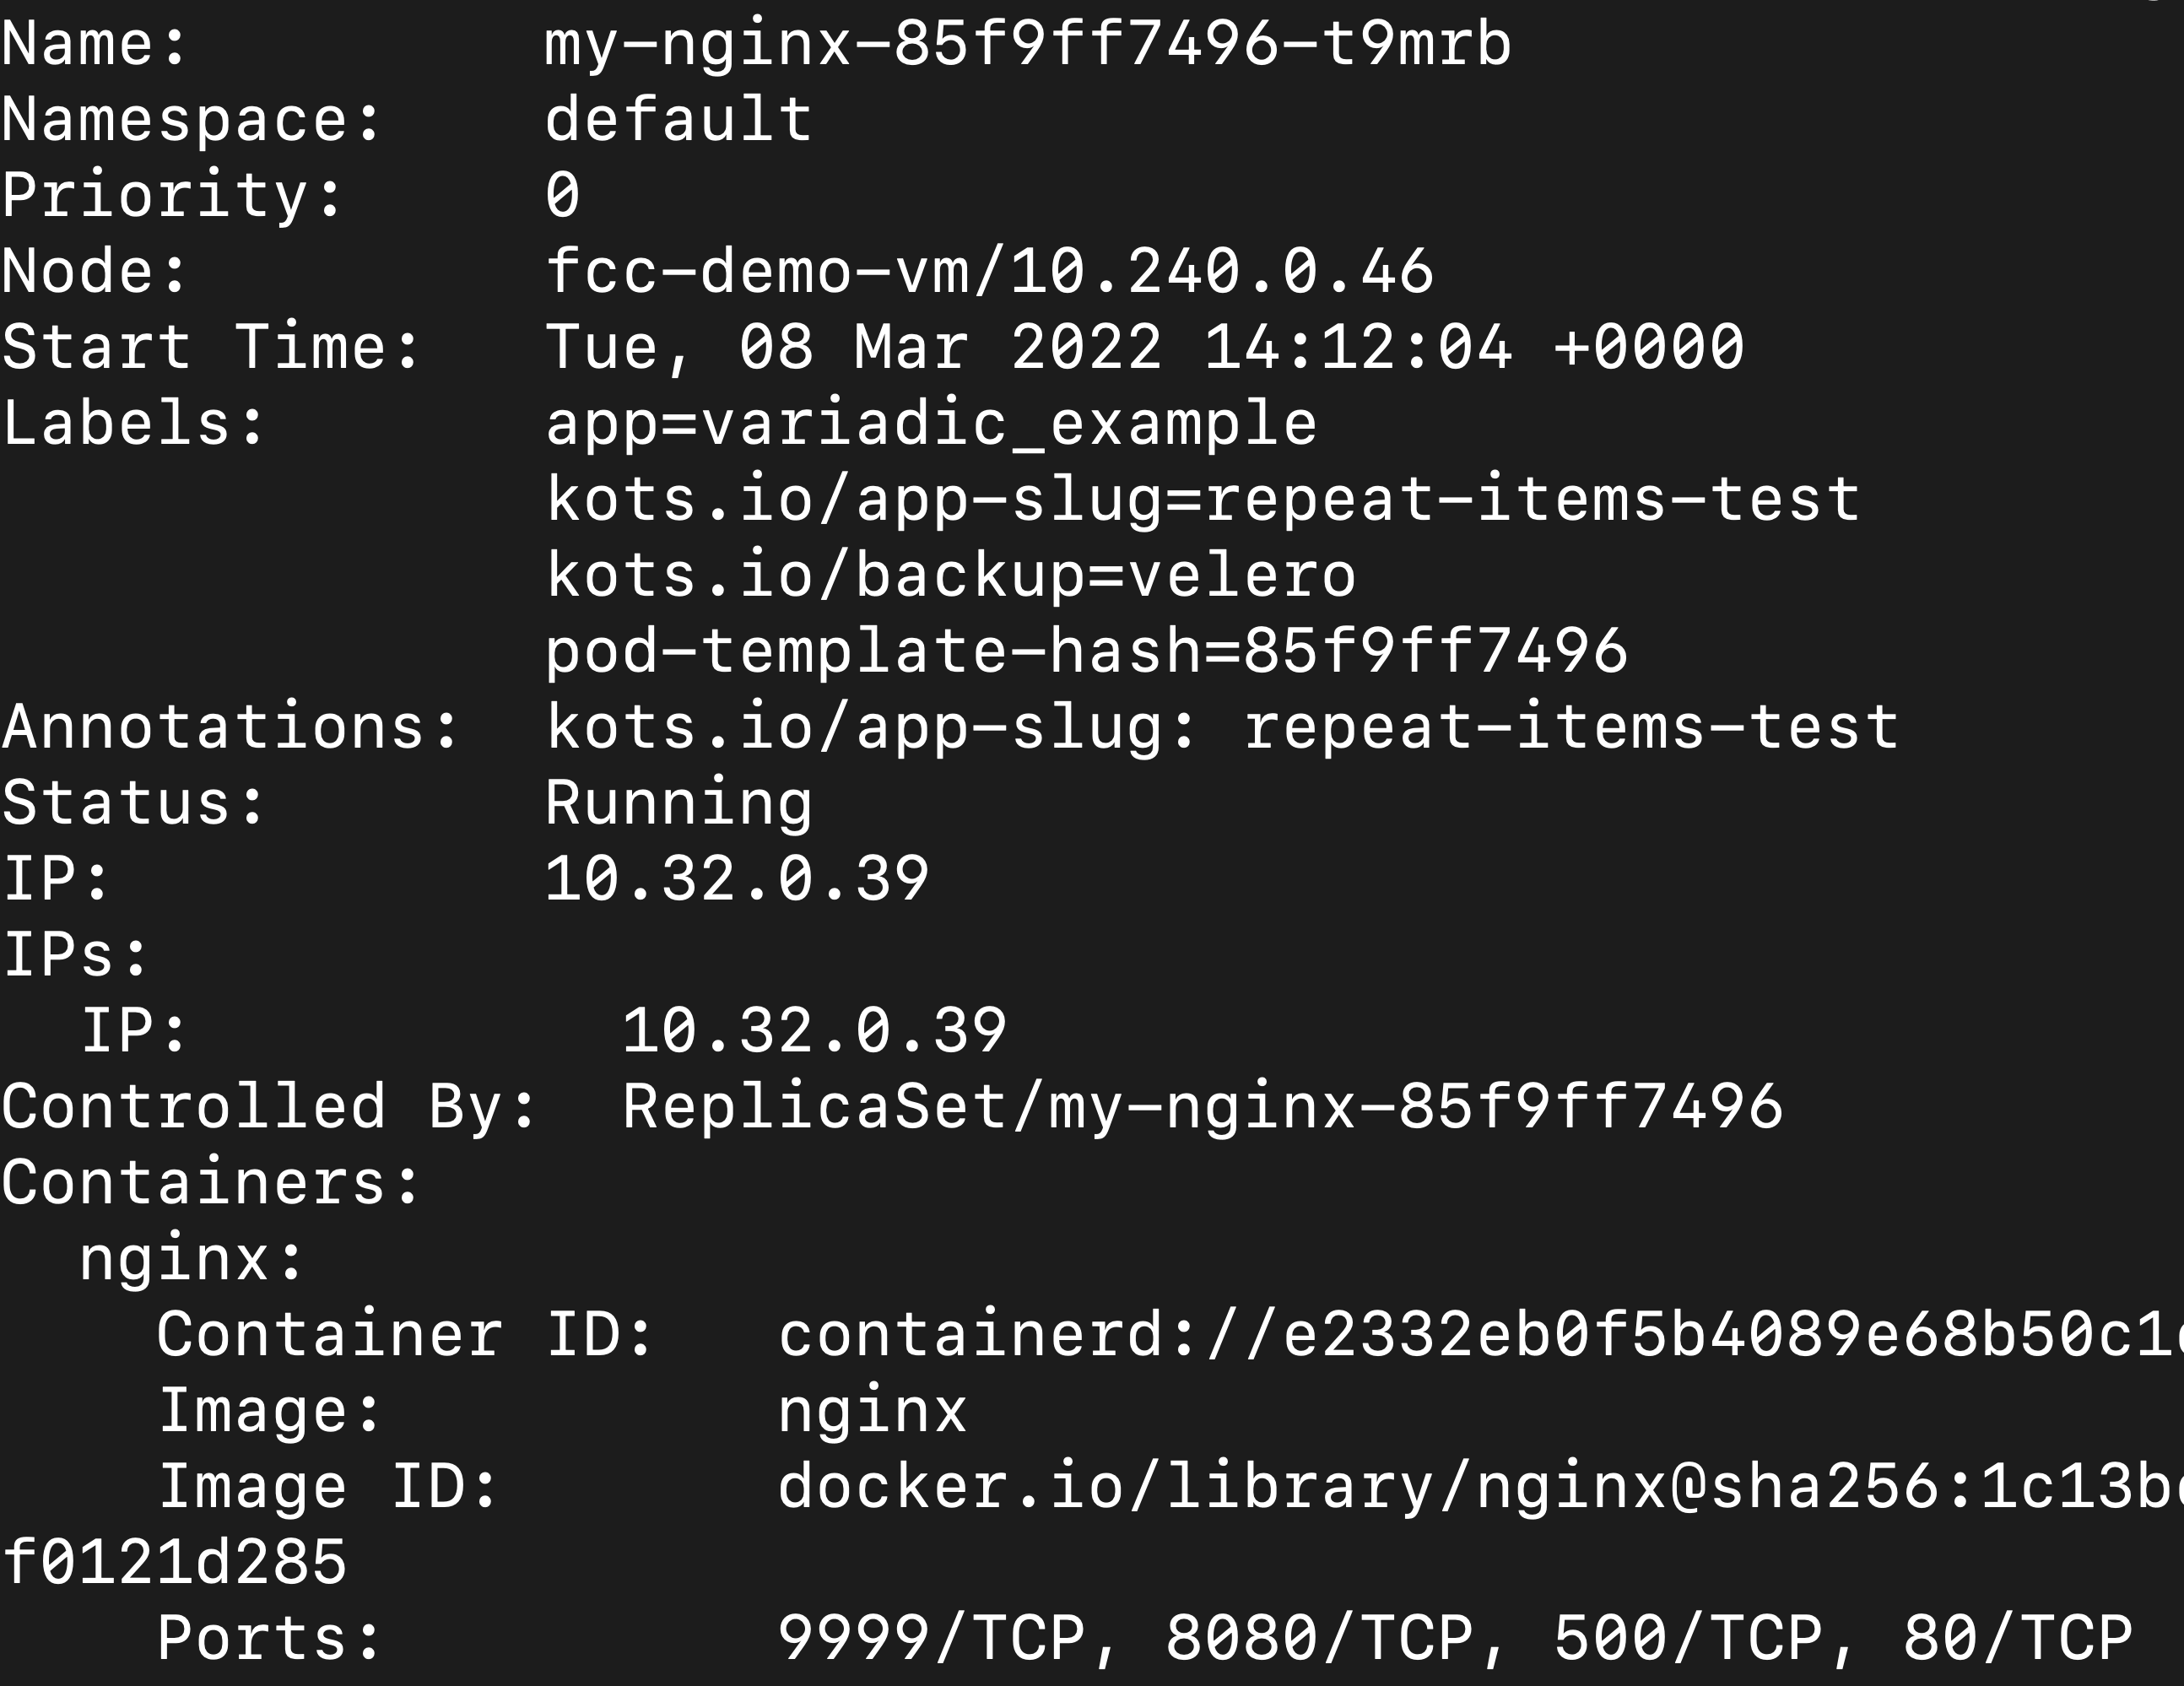 Name:         my-nginx-85f9ff7496-t9mrb
Namespace:    default
Priority:     0
Node:         fcc-demo-vm/10.240.0.46
Start Time:   Tue, 08 Mar 2022 14:12:04 +0000
Labels:       app=variadic_example
              kots.io/app-slug=repeat-items-test
              kots.io/backup=velero
              pod-template-hash=85f9ff7496
Annotations:  kots.io/app-slug: repeat-items-test
Status:       Running
IP:           10.32.0.39
IPs:
  IP:           10.32.0.39
Controlled By:  ReplicaSet/my-nginx-85f9ff7496
Containers:
  nginx:
    Container ID:   containerd://e2332eb0f5b4089e68b50c1
    Image:          nginx
    Image ID:       docker.io/library/nginx@sha256:1c13b
f0121d285
    Ports:          9999/TCP, 8080/TCP, 500/TCP, 80/TCP